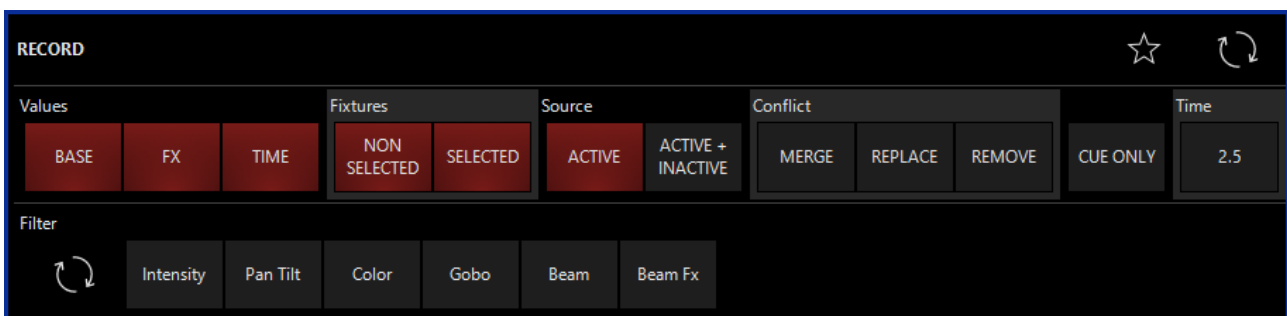 RECORD
Values
Fixtures
Source
Conflict
Time
BASE
FX
TIME
NON
SELECTED
SELECTED
ACTIVE
ACTIVE +
INACTIVE
MERGE
REPLACE
REMOVE
CUE ONLY
2.5
Filter
Intensity
Pan Tilt
Color
Gobo
Beam
Beam Fx